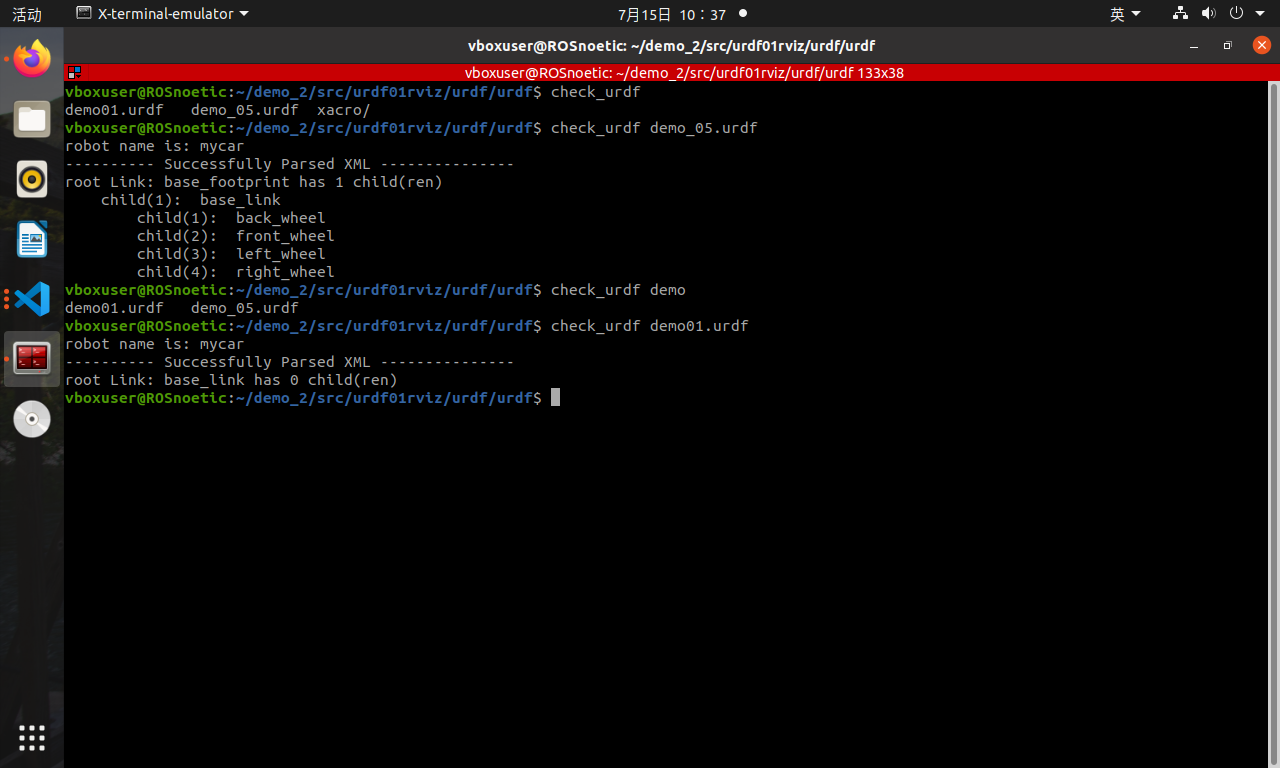 活动 X-terminal-emulator 7月15日 10：37 英
vboxuser@ROSnoetic: ~/demo_2/src/urdf01rviz/urdf/urdf
vboxuser@ROSnoetic: ~/demo_2/src/urdf01rviz/urdf/urdf 133x38
vboxuser@ROSnoetic:~/demo_2/src/urdf01rviz/urdf/urdf$ check_urdf
demo01.urdf   demo_05.urdf  xacro/
vboxuser@ROSnoetic:~/demo_2/src/urdf01rviz/urdf/urdf$ check_urdf demo_05.urdf
robot name is: mycar
---------- Successfully Parsed XML ---------------
root Link: base_footprint has 1 child(ren)
    child(1):  base_link
        child(1):  back_wheel
        child(2):  front_wheel
        child(3):  left_wheel
        child(4):  right_wheel
vboxuser@ROSnoetic:~/demo_2/src/urdf01rviz/urdf/urdf$ check_urdf demo
demo01.urdf   demo_05.urdf
vboxuser@ROSnoetic:~/demo_2/src/urdf01rviz/urdf/urdf$ check_urdf demo01.urdf
robot name is: mycar
---------- Successfully Parsed XML ---------------
root Link: base_link has 0 child(ren)
vboxuser@ROSnoetic:~/demo_2/src/urdf01rviz/urdf/urdf$